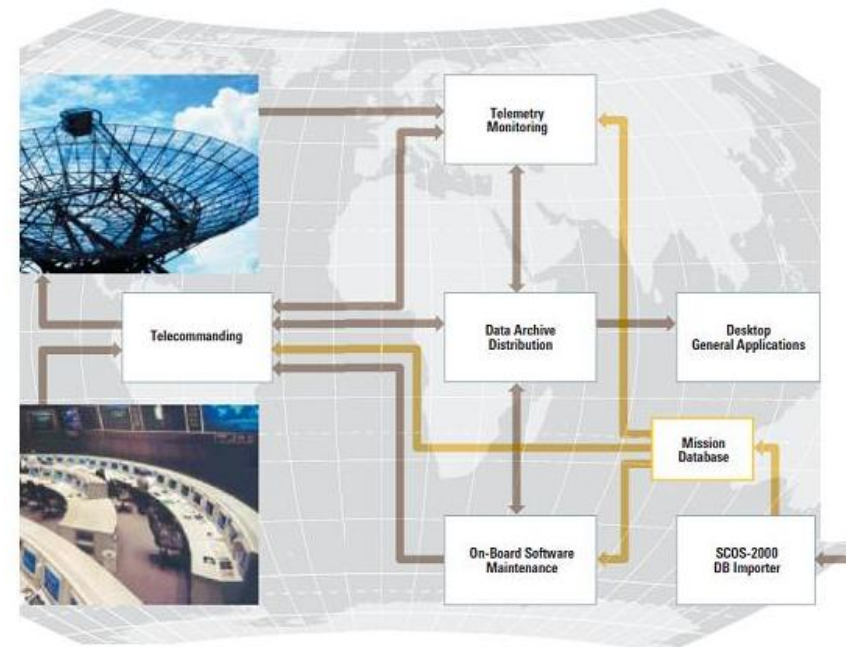 Telemetry
Monitoring
Telecommanding
Data Archive
Distribution
Desktop
General Applications
Mission
Database
On-Board Software
Maintenance
SCOS-2000
DB Importer